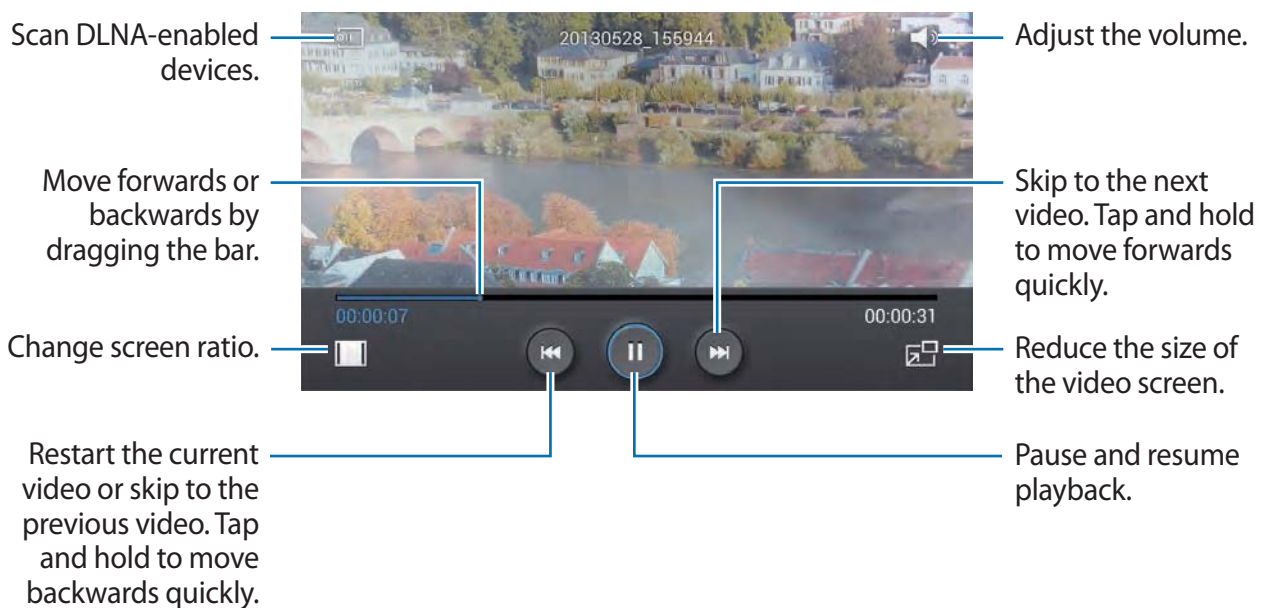 Scan DLNA-enabled
devices.
20130528_155944
Adjust the volume.
Move forwards or
backwards by
dragging the bar.
Skip to the next
video. Tap and hold
to move forwards
quickly.
00:00:07
00:00:31
Change screen ratio.
Reduce the size of
the video screen.
Restart the current
video or skip to the
previous video. Tap
and hold to move
backwards quickly.
Pause and resume
playback.